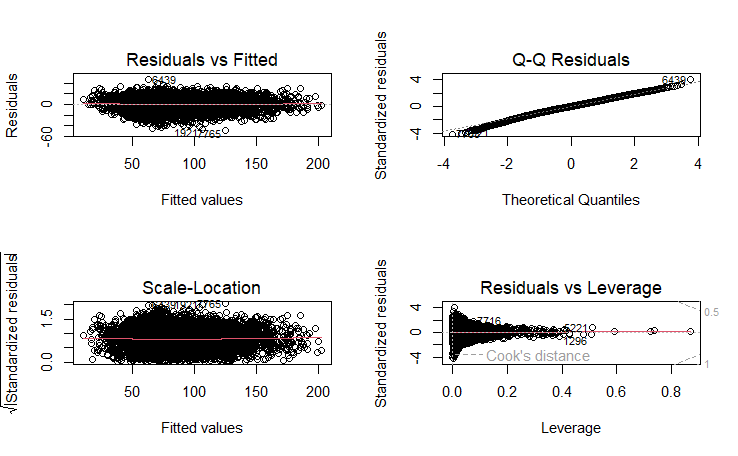 Residuals vs Fitted
Residuals
6439
0
-60
19217765
50
100
150
200
Fitted values
Q-Q Residuals
Standardized residuals
6439
4
0
-4
-4
-2
0
2
4
Theoretical Quantiles
Scale-Location
√|Standardized residuals|
1.5
0.0
50
100
150
200
Fitted values
Residuals vs Leverage
Standardized residuals
4
0
-4
7716
6221
1296
Cook's distance
0.5
1
0.0
0.2
0.4
0.6
0.8
Leverage